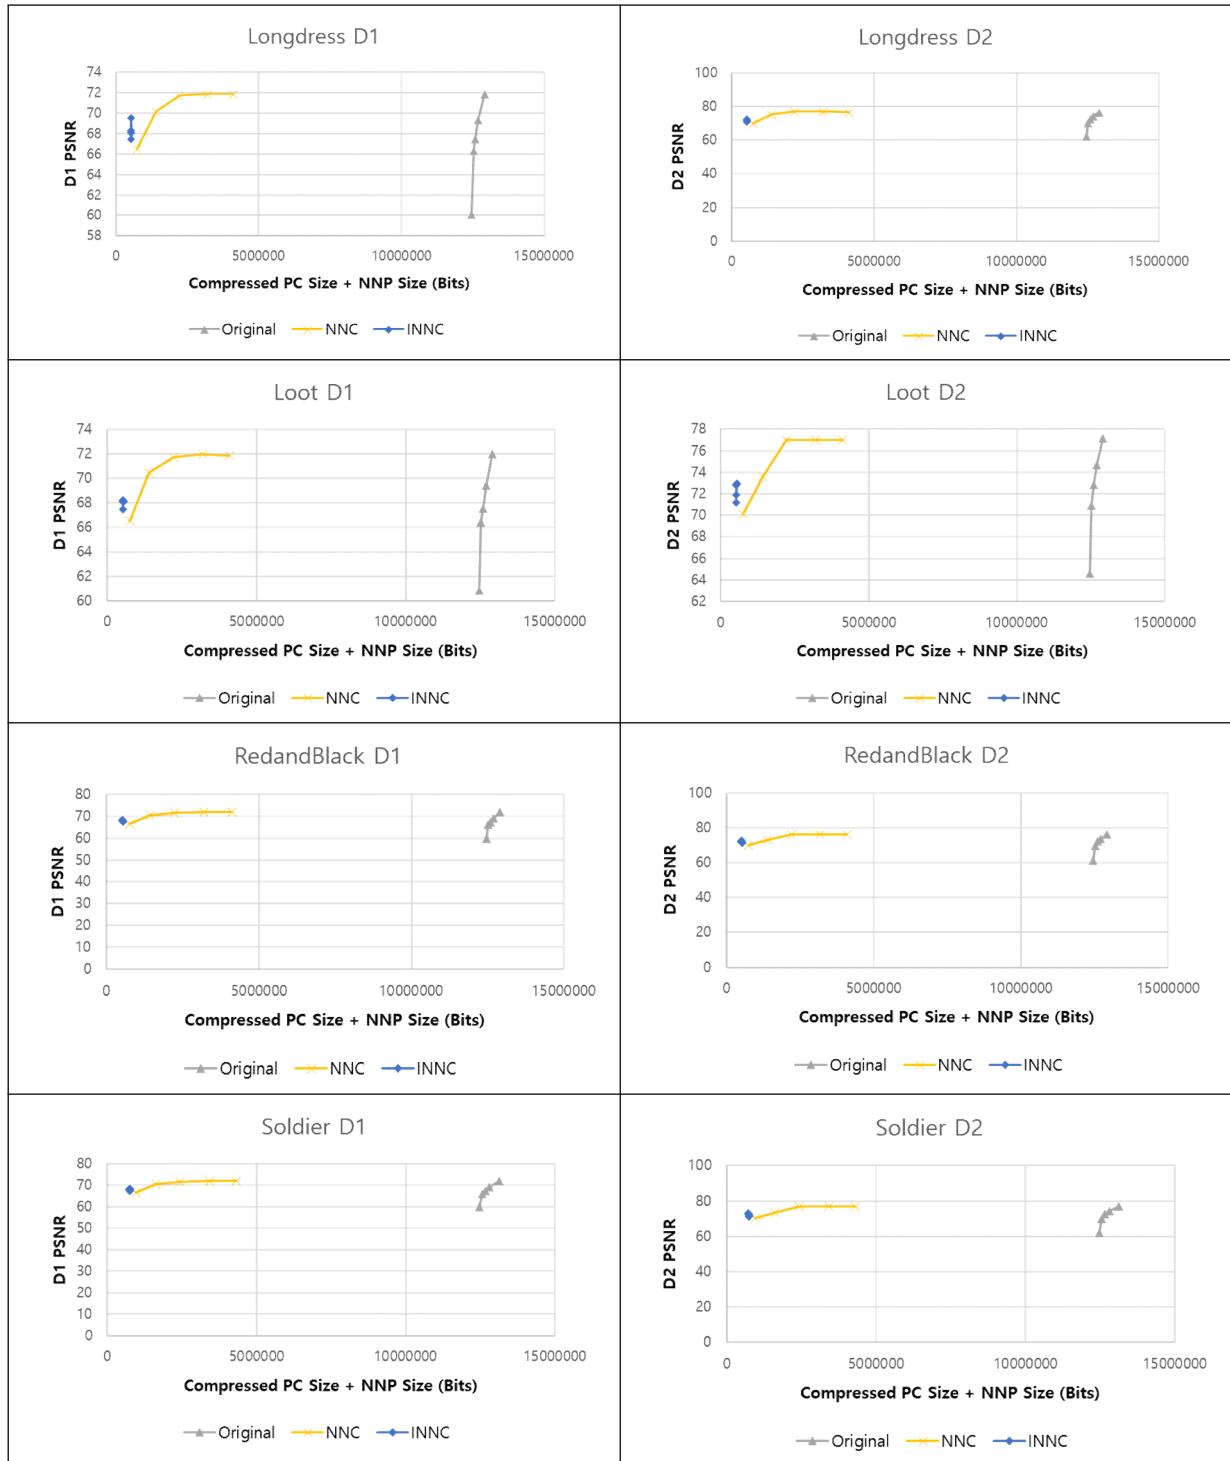 Longdress D1
74
72
70
68
66
64
62
60
58
D1 PSNR
0 5000000 10000000 15000000
Compressed PC Size + NNP Size (Bits)
Original NNC INNC
Longdress D2
100
80
60
40
20
0
D2 PSNR
0 5000000 10000000 15000000
Compressed PC Size + NNP Size (Bits)
Original NNC INNC
Loot D1
74
72
70
68
66
64
62
60
D1 PSNR
0 5000000 10000000 15000000
Compressed PC Size + NNP Size (Bits)
Original NNC INNC
Loot D2
78
76
74
72
70
68
66
64
62
D2 PSNR
0 5000000 10000000 15000000
Compressed PC Size + NNP Size (Bits)
Original NNC INNC
RedandBlack D1
80
70
60
50
40
30
20
10
0
D1 PSNR
0 5000000 10000000 15000000
Compressed PC Size + NNP Size (Bits)
Original NNC INNC
RedandBlack D2
100
80
60
40
20
0
D2 PSNR
0 5000000 10000000 15000000
Compressed PC Size + NNP Size (Bits)
Original NNC INNC
Soldier D1
80
70
60
50
40
30
20
10
0
D1 PSNR
0 5000000 10000000 15000000
Compressed PC Size + NNP Size (Bits)
Original NNC INNC
Soldier D2
100
80
60
40
20
0
D2 PSNR
0 5000000 10000000 15000000
Compressed PC Size + NNP Size (Bits)
Original NNC INNC